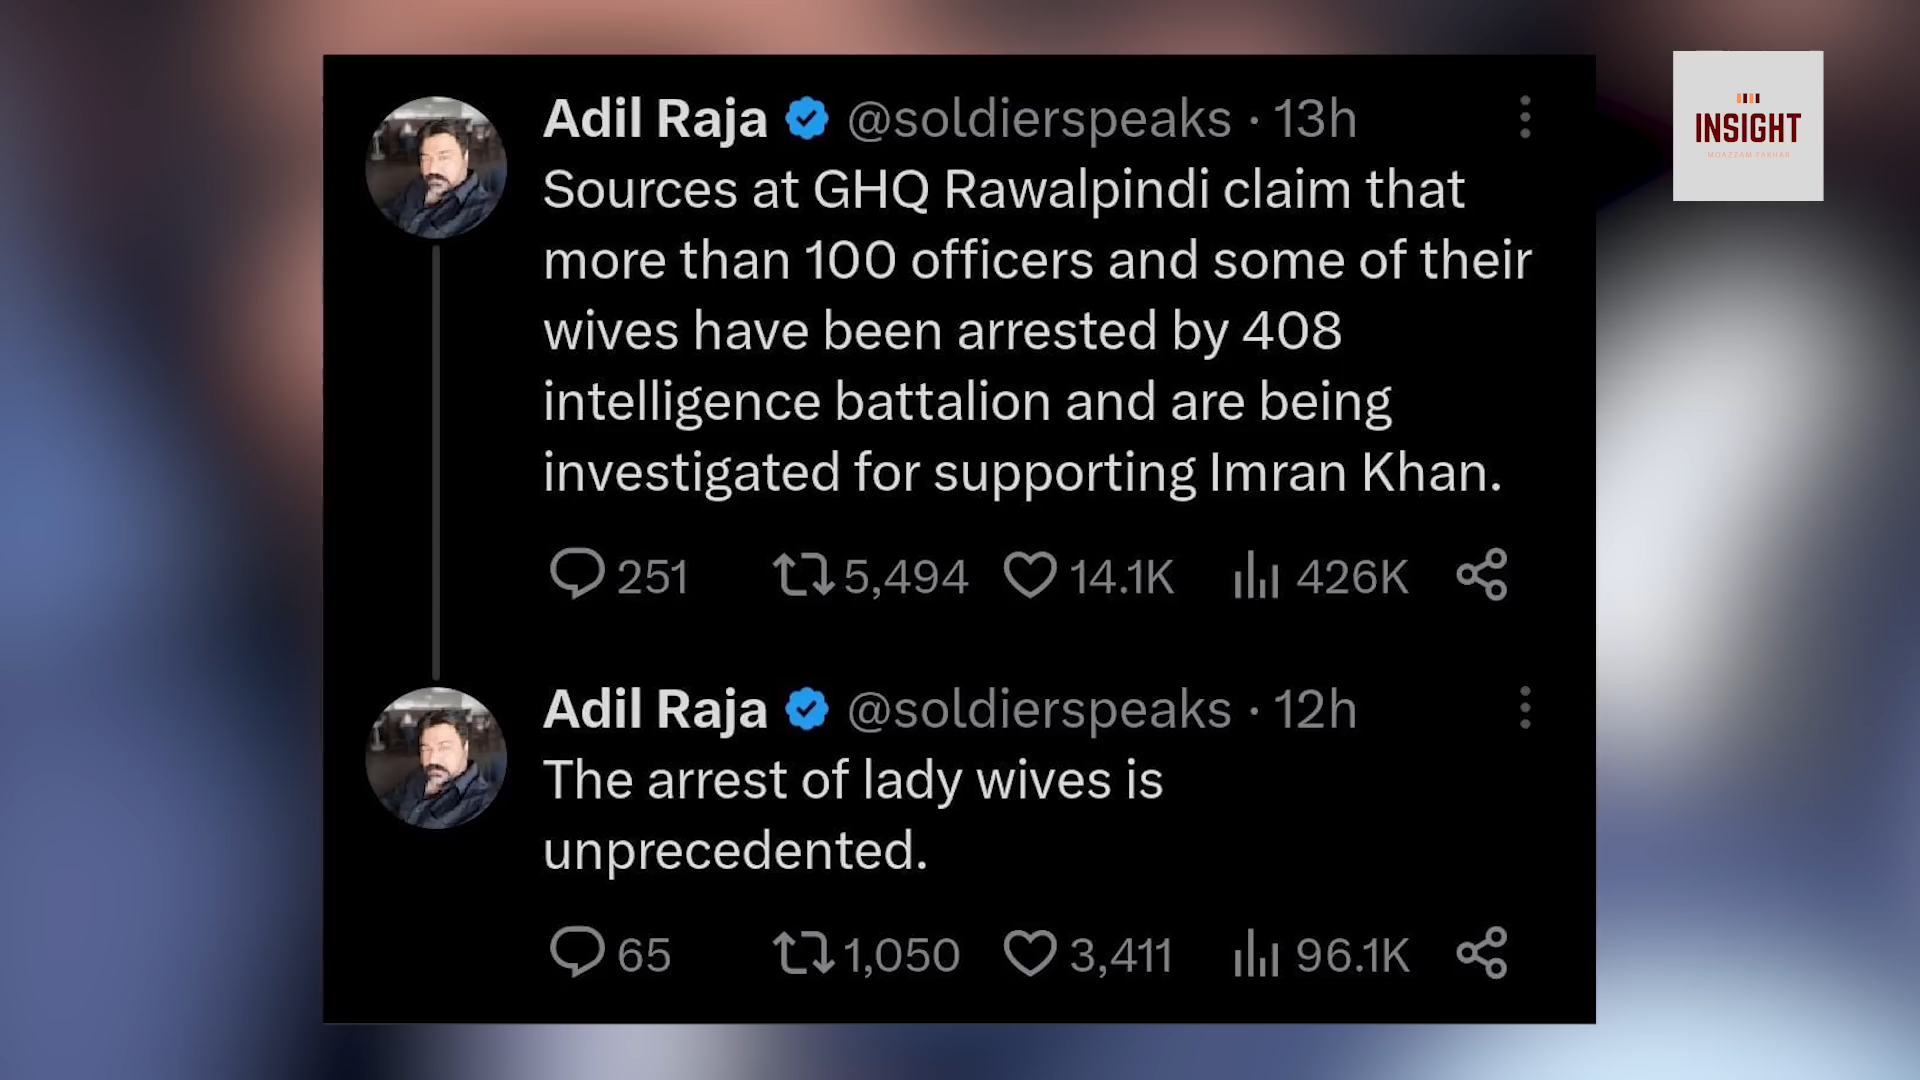 Adil Raja @soldierspeaks · 13h
Sources at GHQ Rawalpindi claim that
more than 100 officers and some of their
wives have been arrested by 408
intelligence battalion and are being
investigated for supporting Imran Khan.
251 5,494 14.1K 426K
Adil Raja @soldierspeaks · 12h
The arrest of lady wives is
unprecedented.
65 1,050 3,411 96.1K
INSIGHT
MOAZZAM FAKHAR